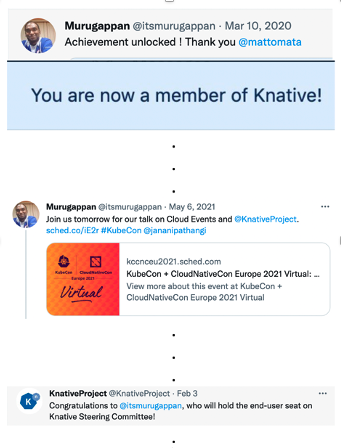 Murugappan @itsmurugappan · Mar 10, 2020
Achievement unlocked ! Thank you @mattomata
You are now a member of Knative!
Murugappan @itsmurugappan · May 6, 2021
Join us tomorrow for our talk on Cloud Events and @KnativeProject.
sched.co/iE2r #KubeCon @jananipathangi
KubeCon
CloudNativeCon
Europe 2021
Virtual
kccnceu2021.sched.com
KubeCon + CloudNativeCon Europe 2021 Virtual: ...
View more about this event at KubeCon +
CloudNativeCon Europe 2021 Virtual
KnativeProject @KnativeProject · Feb 3
Congratulations to @itsmurugappan, who will hold the end-user seat on
Knative Steering Committee!